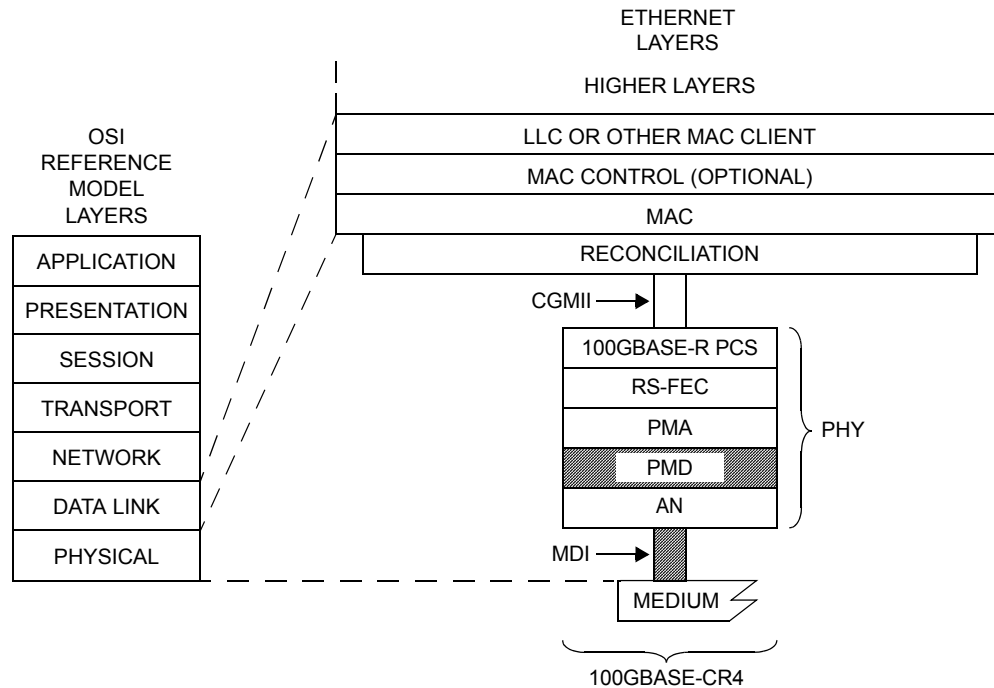 ETHERNET
LAYERS
HIGHER LAYERS
LLC OR OTHER MAC CLIENT
MAC CONTROL (OPTIONAL)
MAC
RECONCILIATION
CGMII
100GBASE-R PCS
RS-FEC
PMA
PMD
AN
PHY
MDI
MEDIUM
100GBASE-CR4
OSI
REFERENCE
MODEL
LAYERS
APPLICATION
PRESENTATION
SESSION
TRANSPORT
NETWORK
DATA LINK
PHYSICAL